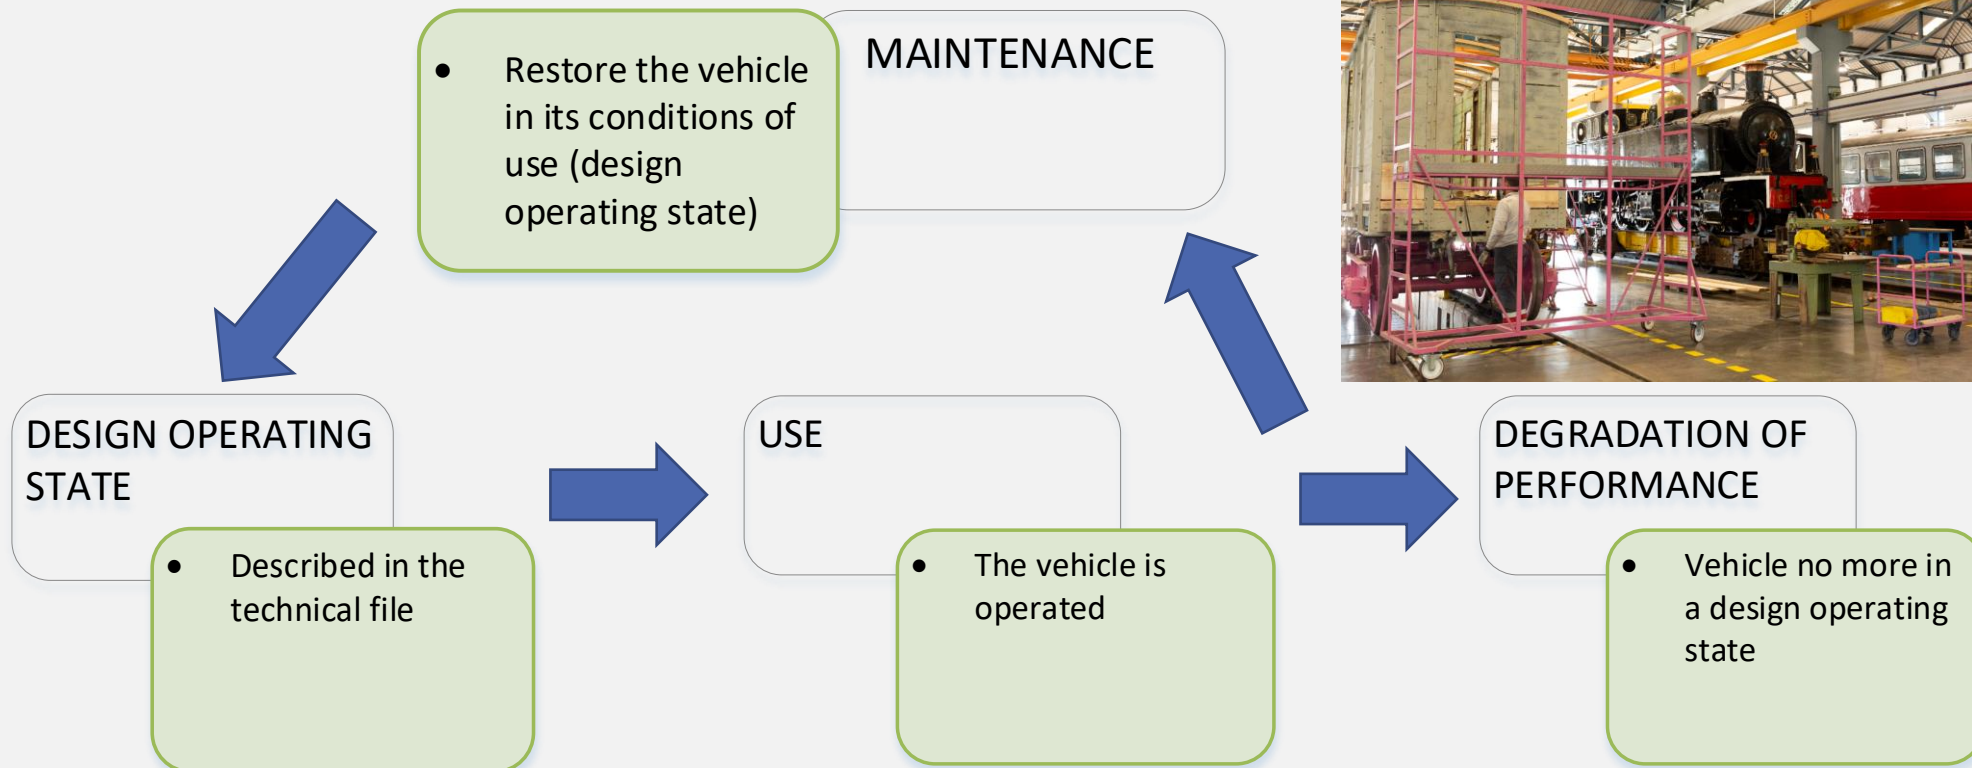 MAINTENANCE
• Restore the vehicle
in its conditions of
use (design
operating state)
DESIGN OPERATING
STATE
• Described in the
technical file
USE
• The vehicle is
operated
DEGRADATION OF
PERFORMANCE
• Vehicle no more in
a design operating
state